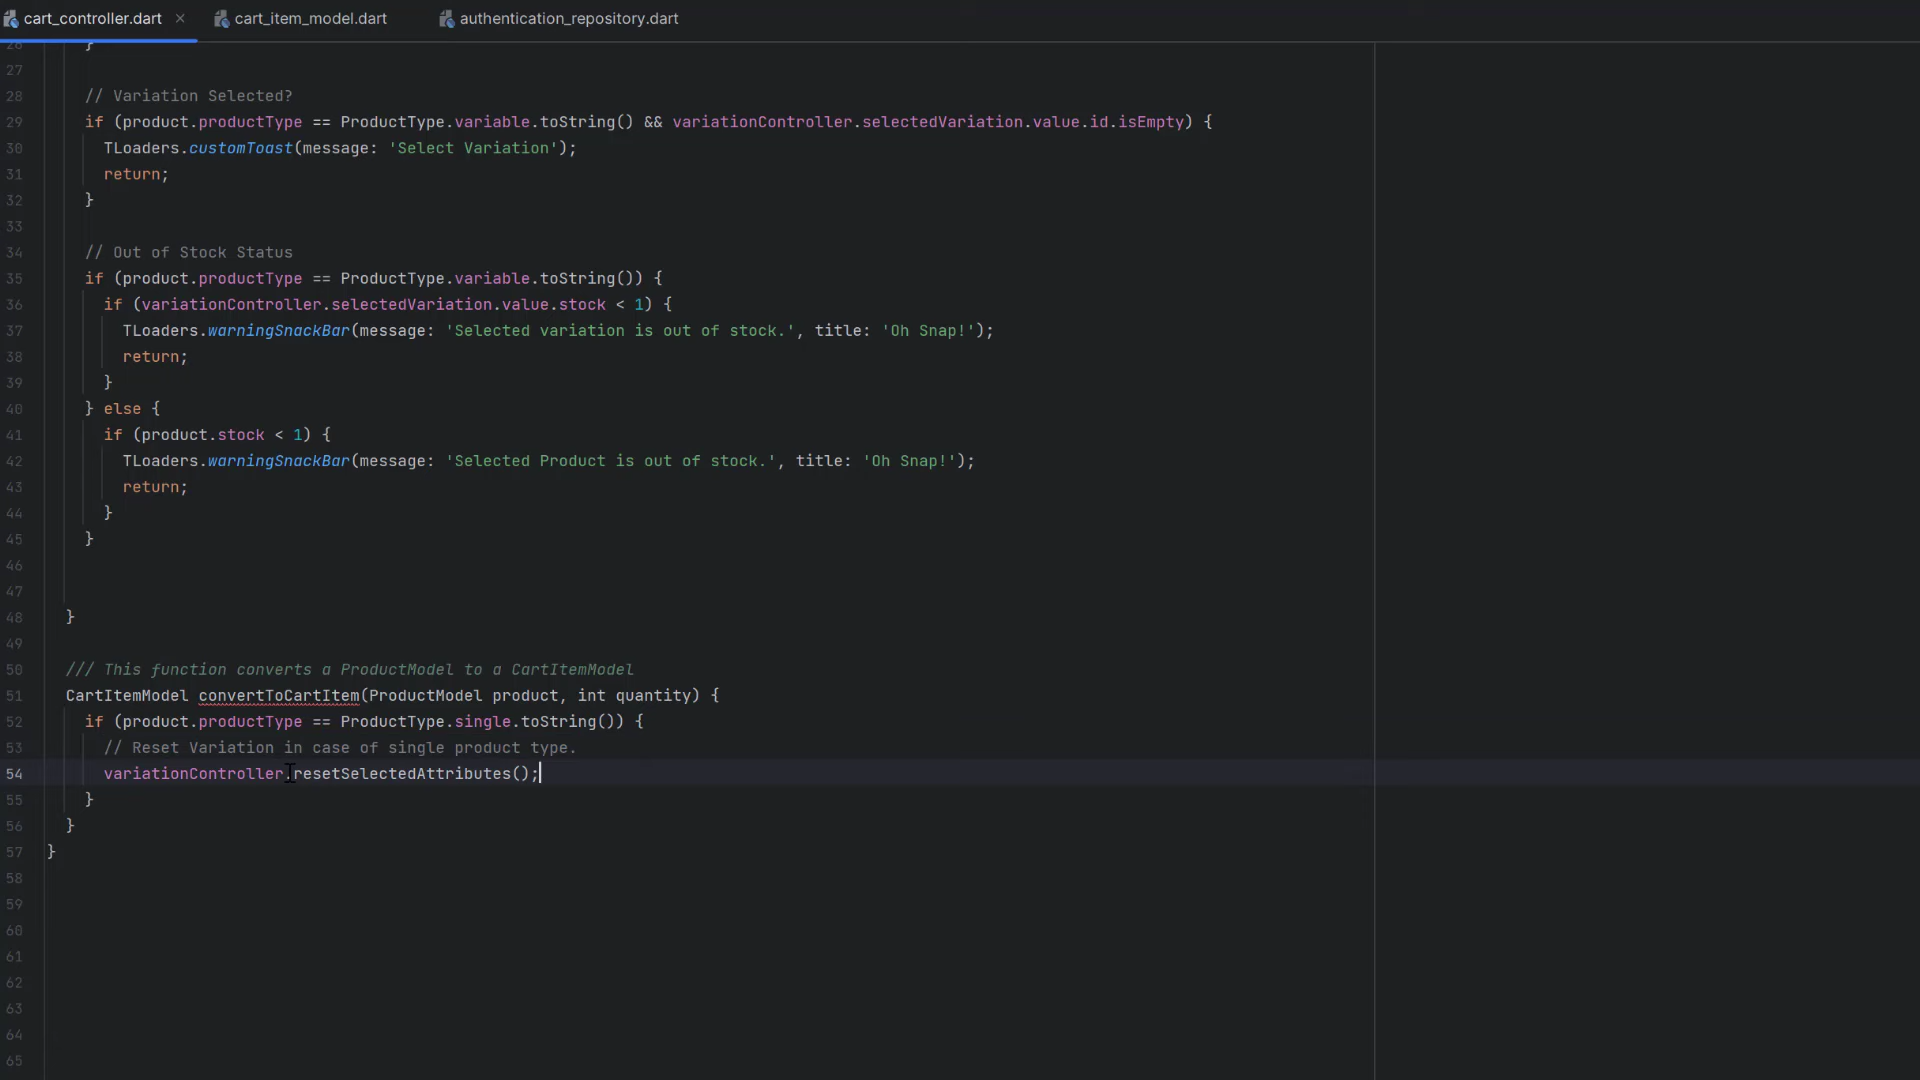 cart_controller.dart
cart_item_model.dart
authentication_repository.dart
26 }
27
28 // Variation Selected?
29 if (product.productType == ProductType.variable.toString() && variationController.selectedVariation.value.id.isEmpty) {
30 TLoaders.customToast(message: 'Select Variation');
31 return;
32 }
33
34 // Out of Stock Status
35 if (product.productType == ProductType.variable.toString()) {
36 if (variationController.selectedVariation.value.stock < 1) {
37 TLoaders.warningSnackBar(message: 'Selected variation is out of stock.', title: 'Oh Snap!');
38 return;
39 }
40 } else {
41 if (product.stock < 1) {
42 TLoaders.warningSnackBar(message: 'Selected Product is out of stock.', title: 'Oh Snap!');
43 return;
44 }
45 }
46
47
48 }
49
50 /// This function converts a ProductModel to a CartItemModel
51 CartItemModel convertToCartItem(ProductModel product, int quantity) {
52 if (product.productType == ProductType.single.toString()) {
53 // Reset Variation in case of single product type.
54 variationController.resetSelectedAttributes();
55 }
56 }
57 }
58
59
60
61
62
63
64
65